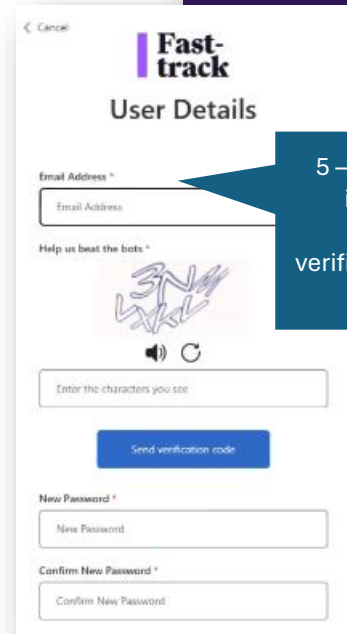 Cancel
Fast-
track
User Details
5 –
Email Address *
Email Address
verifi
Help us beat the bots *
Enter the characters you see
Send verification code
New Password *
New Password
Confirm New Password *
Confirm New Password